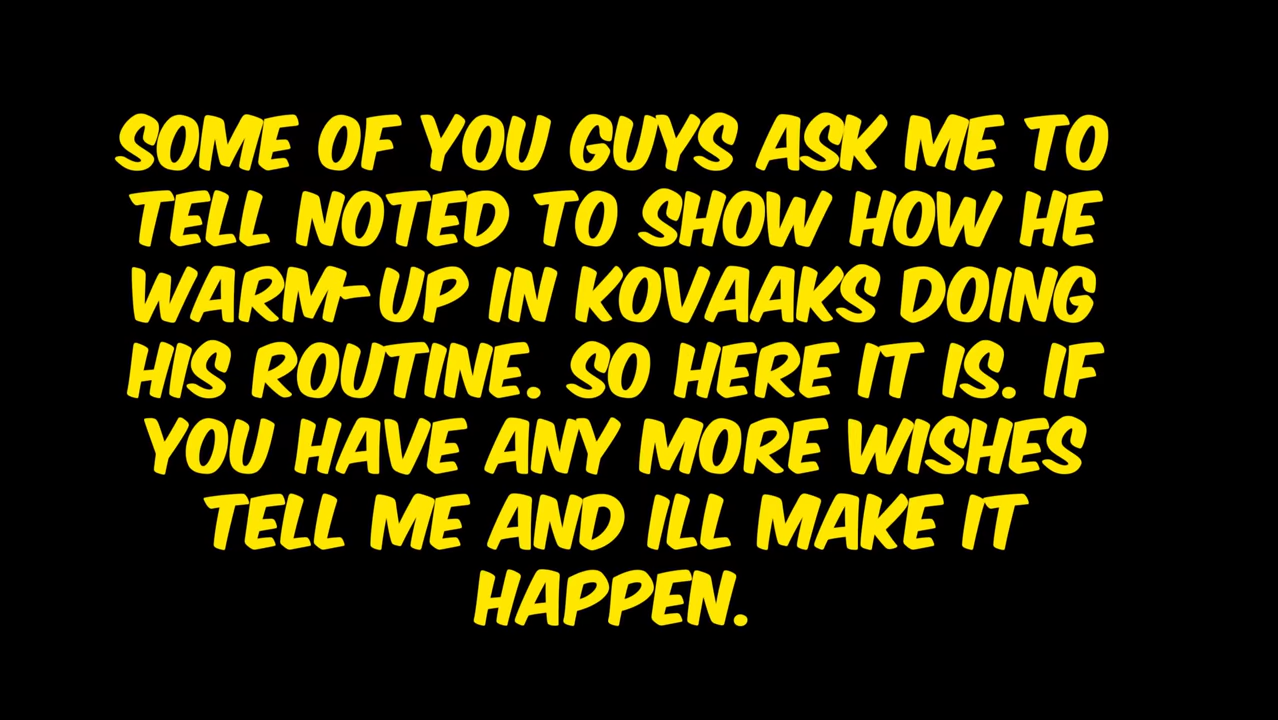 SOME OF YOU GUYS ASK ME TO
TELL NOTED TO SHOW HOW HE
WARM-UP IN KOVAAKS DOING
HIS ROUTINE. SO HERE IT IS. IF
YOU HAVE ANY MORE WISHES
TELL ME AND ILL MAKE IT
HAPPEN.